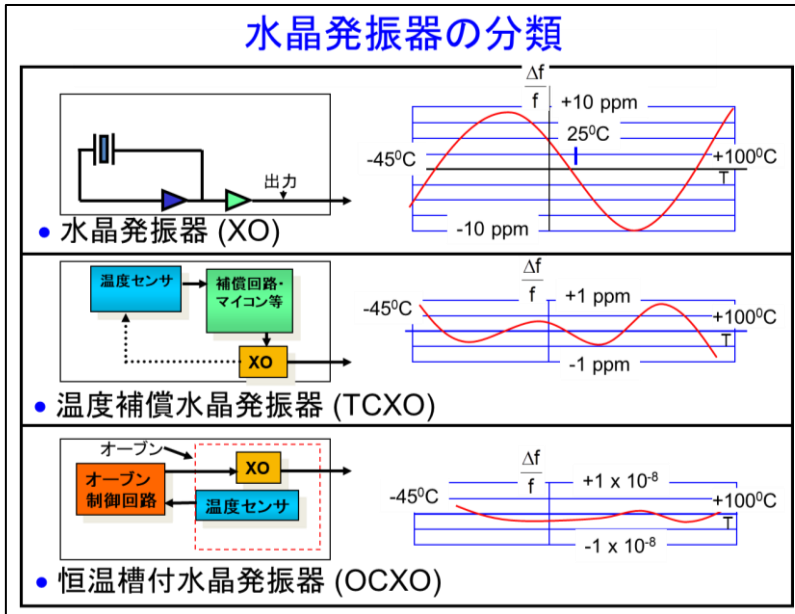 水晶発振器の分類
出力
• 水晶発振器 (XO)
Δf
f
+10 ppm
25⁰C
-45⁰C
+100⁰C
T
-10 ppm
温度センサ
補償回路・
マイコン等
XO
• 温度補償水晶発振器 (TCXO)
Δf
f
+1 ppm
-45⁰C
+100⁰C
T
-1 ppm
オーブン
XO
オーブン
制御回路
温度センサ
• 恒温槽付水晶発振器 (OCXO)
Δf
f
+1 x 10⁻⁸
-45⁰C
+100⁰C
T
-1 x 10⁻⁸